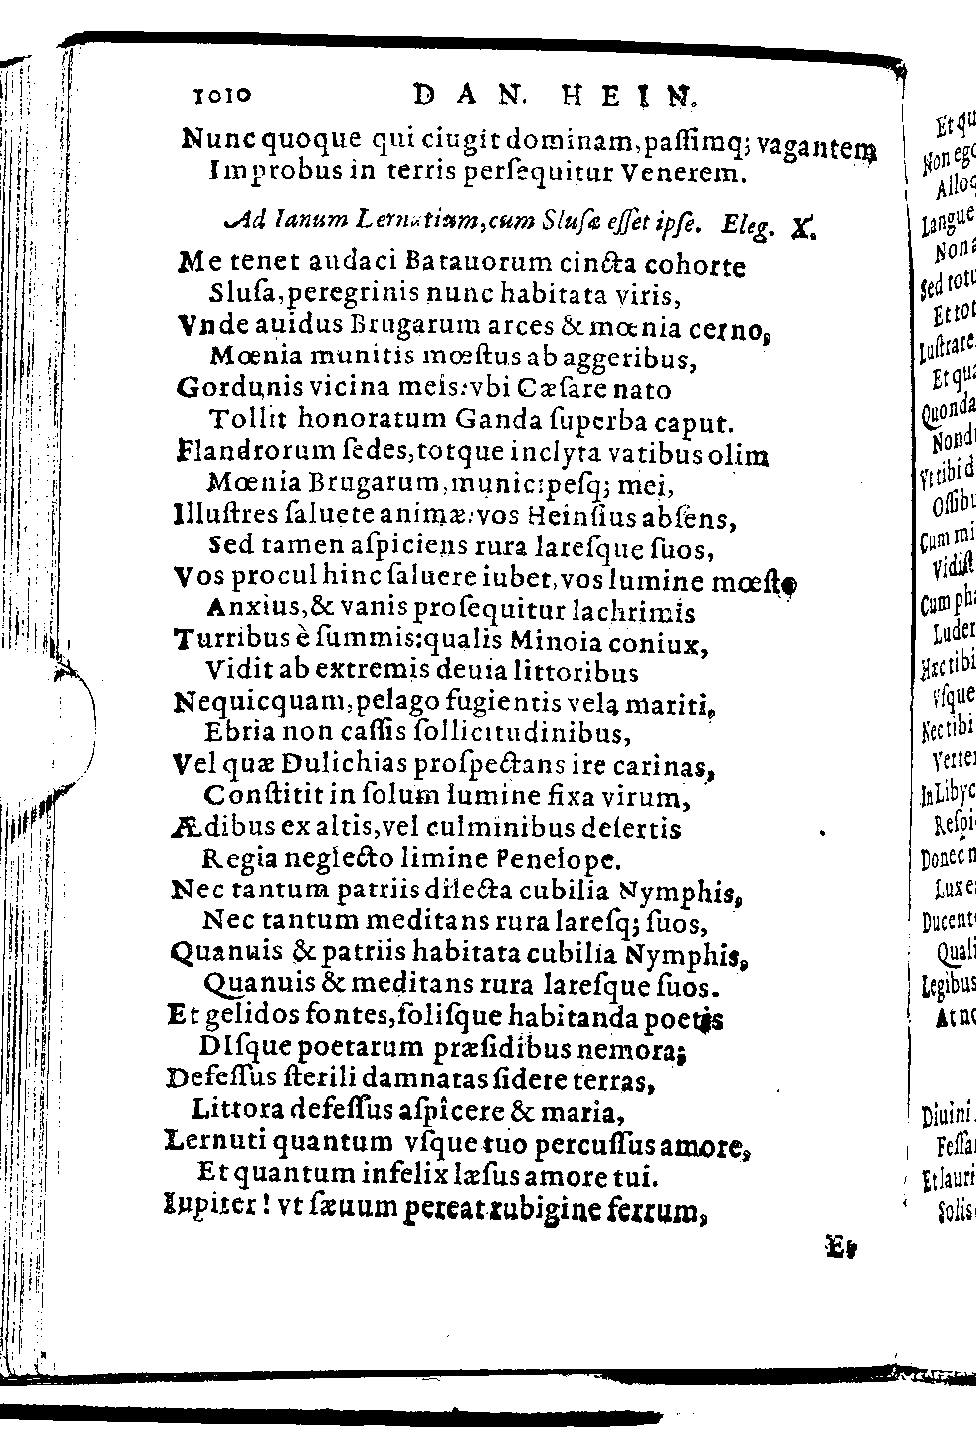 1010 DAN. HEIN.
Nunc quoque qui ciugit dominam, paſſimq; vagantem
Improbus in terris perſequitur Venerem.
Ad Ianum Lernutium, cum Sluſæ eſſet ipſe. Eleg. X.
Me tenet audaci Batauorum cincta cohorte
Sluſa, peregrinis nunc habitata viris,
Vnde auidus Brugarum arces & mœnia cerno,
Mœnia munitis mœſtus ab aggeribus,
Gordunis vicina meis: vbi Cæſare nato
Tollit honoratum Ganda ſuperba caput.
Flandrorum ſedes, totque inclyta vatibus olim
Mœnia Brugarum, municipeſq; mei,
Illuſtres ſaluete animæ: vos Heinſius abſens,
Sed tamen aſpiciens rura lareſque ſuos,
Vos procul hinc ſaluere iubet, vos lumine mœſto
Anxius, & vanis proſequitur lachrimis
Turribus è ſummis: qualis Minoia coniux,
Vidit ab extremis deuia littoribus
Nequicquam, pelago fugientis vela mariti,
Ebria non caſſis ſollicitudinibus,
Vel quæ Dulichias proſpectans ire carinas,
Conſtitit in ſolum lumine fixa virum,
Ædibus ex altis, vel culminibus deſertis
Regia neglecto limine Penelope.
Nec tantum patriis dilecta cubilia Nymphis,
Nec tantum meditans rura lareſq; ſuos,
Quanuis & patriis habitata cubilia Nymphis,
Quanuis & meditans rura lareſque ſuos.
Et gelidos fontes, ſoliſque habitanda poetis
DIſque poetarum præſidibus nemora;
Defeſſus ſterili damnatas ſidere terras,
Littora defeſſus aſpicere & maria,
Lernuti quantum vſque tuo percuſſus amore,
Et quantum infelix læſus amore tui.
Iupiter! vt ſæuum pereat rubigine ferrum,
Et
Et qu
Non ego
Alloq
Langue
Non a
Sed totu
Et tot
Luſtrare
Et qua
Quonda
Nondu
Vt tibi d
Oſſibu
Cum mi
Vidiſt
Cum pha
Luder
Hæc tibi
Vſque
Nec tibi
Verter
In Libyc
Reſpi
Donec n
Luxe
Ducent
Quali
Legibus
At no
Diuini
Feſſa
Et lauri
Solis